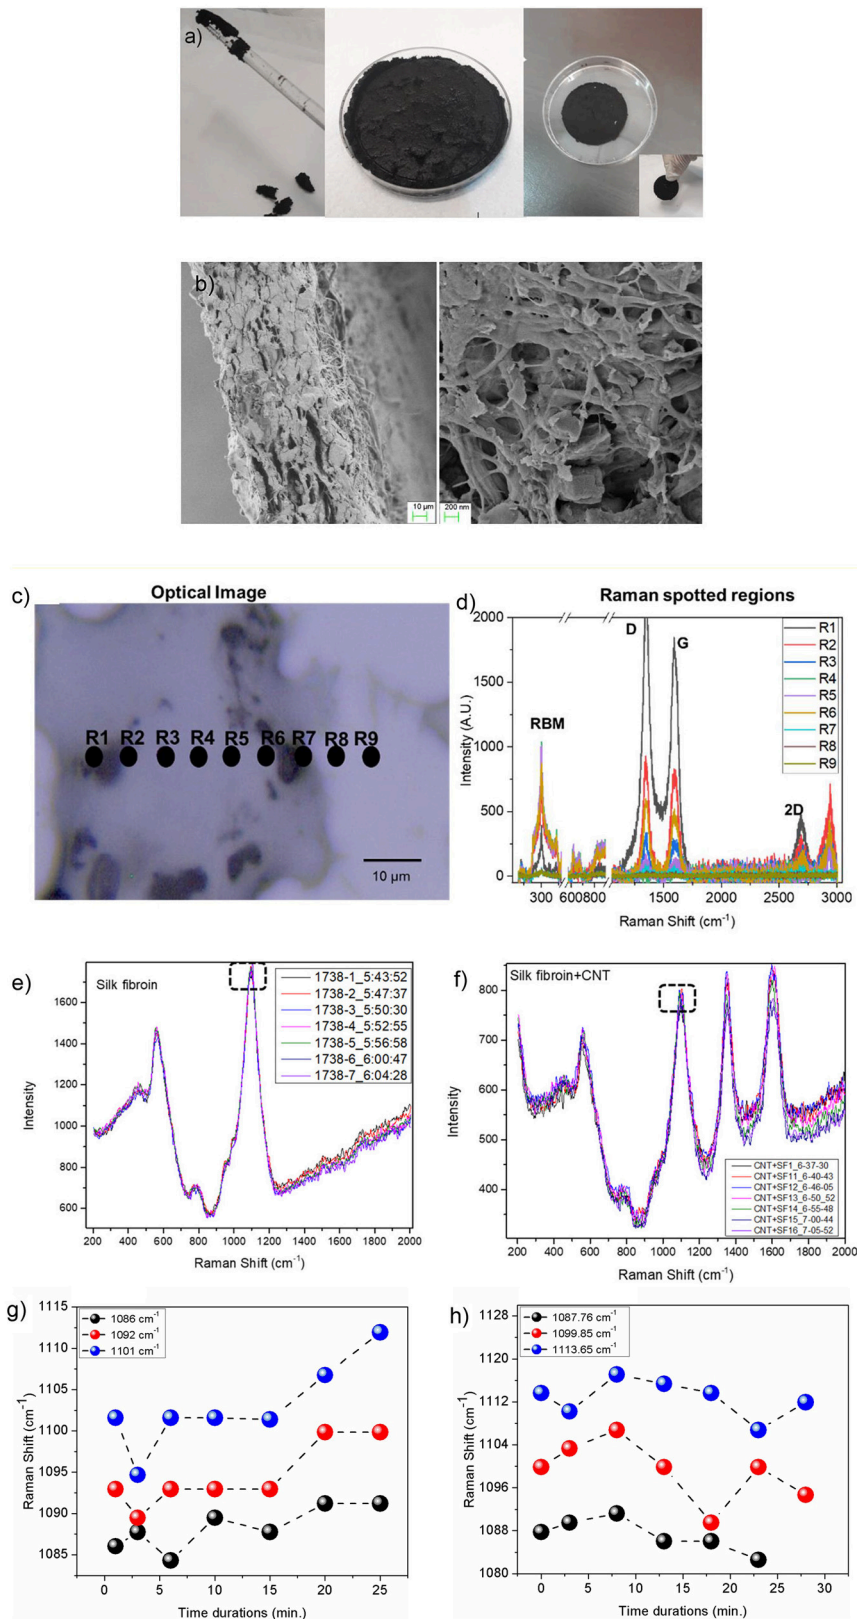 a)
b)
10 µm
200 nm
c)
Optical Image
R1 R2 R3 R4 R5 R6 R7 R8 R9
10 µm
d)
Raman spotted regions
2000
1500
1000
500
0
Intensity (A.U.)
D
G
RBM
2D
R1
R2
R3
R4
R5
R6
R7
R8
R9
300 600 800 1500 2000 2500 3000
Raman Shift (cm⁻¹)
e)
Silk fibroin
1738-1_5:43:52
1738-2_5:47:37
1738-3_5:50:30
1738-4_5:52:55
1738-5_5:56:58
1738-6_6:00:47
1738-7_6:04:28
1600
1400
1200
1000
800
600
Intensity
200 400 600 800 1000 1200 1400 1600 1800 2000
Raman Shift (cm⁻¹)
f)
Silk fibroin+CNT
800
700
600
500
400
Intensity
CNT+SF1_6-37-30
CNT+SF11_6-40-43
CNT+SF12_6-46-05
CNT+SF13_6-50_52
CNT+SF14_6-55-48
CNT+SF15_7-00-44
CNT+SF16_7-05-52
200 400 600 800 1000 1200 1400 1600 1800 2000
Raman Shift (cm⁻¹)
g)
1115
1110
1105
1100
1095
1090
1085
Raman Shift (cm⁻¹)
1086 cm⁻¹
1092 cm⁻¹
1101 cm⁻¹
0 5 10 15 20 25
Time durations (min.)
h)
1128
1120
1112
1104
1096
1088
1080
Raman Shift (cm⁻¹)
1087.76 cm⁻¹
1099.85 cm⁻¹
1113.65 cm⁻¹
0 5 10 15 20 25 30
Time durations (min.)